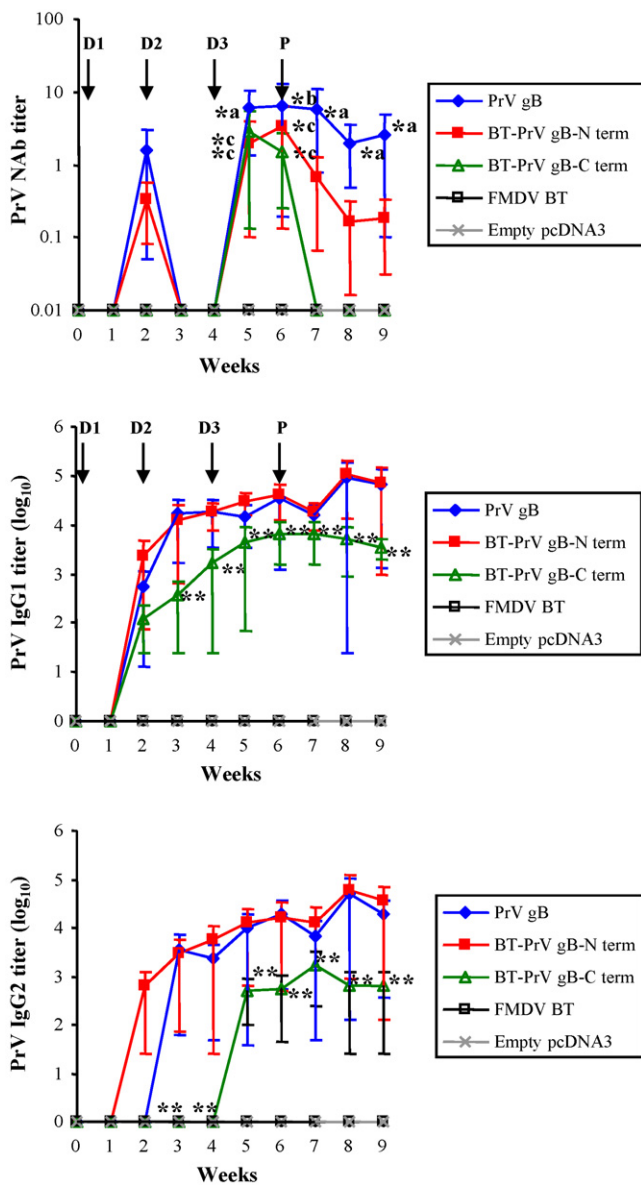 100
10
1
0.1
0.01
PrV NAb titer
D1 D2 D3 P
*a *b *a
*c *c
*c *c
*a *a
0 1 2 3 4 5 6 7 8 9
Weeks
PrV gB
BT-PrV gB-N term
BT-PrV gB-C term
FMDV BT
Empty pcDNA3
6
5
4
3
2
1
0
PrV IgG1 titer (log10)
D1 D2 D3 P
** ** ** ** ** ** **
0 1 2 3 4 5 6 7 8 9
Weeks
PrV gB
BT-PrV gB-N term
BT-PrV gB-C term
FMDV BT
Empty pcDNA3
6
5
4
3
2
1
0
PrV IgG2 titer (log10)
** ** ** ** **
** **
0 1 2 3 4 5 6 7 8 9
Weeks
PrV gB
BT-PrV gB-N term
BT-PrV gB-C term
FMDV BT
Empty pcDNA3